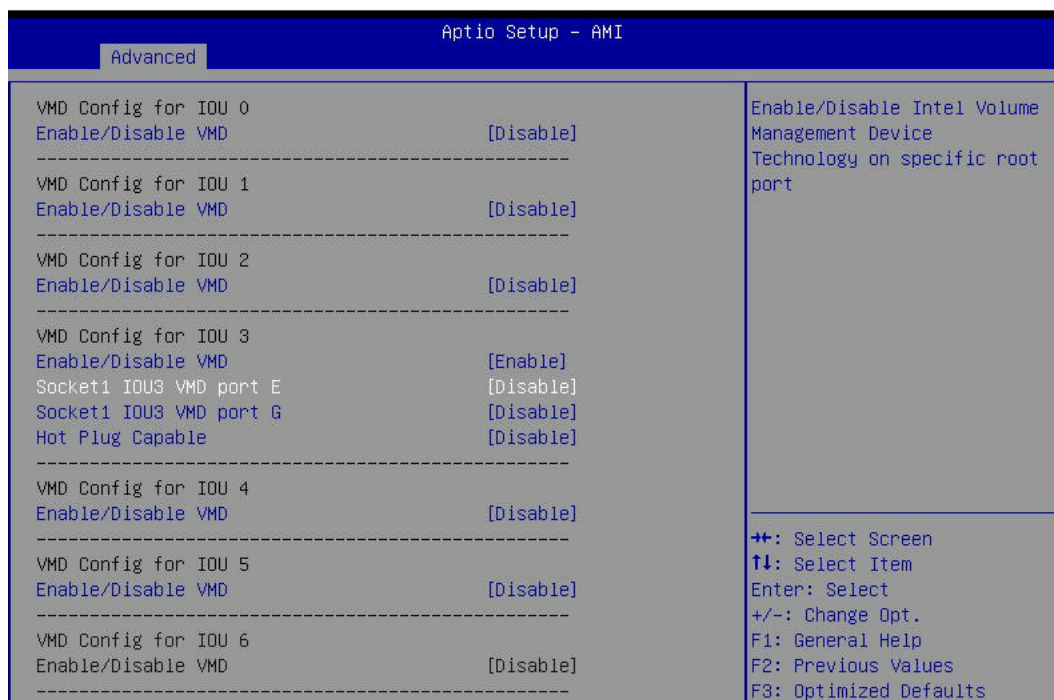 Aptio Setup – AMI
Advanced
VMD Config for IOU 0
Enable/Disable VMD [Disable]
------------------------------------------------
VMD Config for IOU 1
Enable/Disable VMD [Disable]
------------------------------------------------
VMD Config for IOU 2
Enable/Disable VMD [Disable]
------------------------------------------------
VMD Config for IOU 3
Enable/Disable VMD [Enable]
Socket1 IOU3 VMD port E [Disable]
Socket1 IOU3 VMD port G [Disable]
Hot Plug Capable [Disable]
------------------------------------------------
VMD Config for IOU 4
Enable/Disable VMD [Disable]
------------------------------------------------
VMD Config for IOU 5
Enable/Disable VMD [Disable]
------------------------------------------------
VMD Config for IOU 6
Enable/Disable VMD [Disable]
------------------------------------------------
Enable/Disable Intel Volume
Management Device
Technology on specific root
port
→←: Select Screen
↑↓: Select Item
Enter: Select
+/-: Change Opt.
F1: General Help
F2: Previous Values
F3: Optimized Defaults